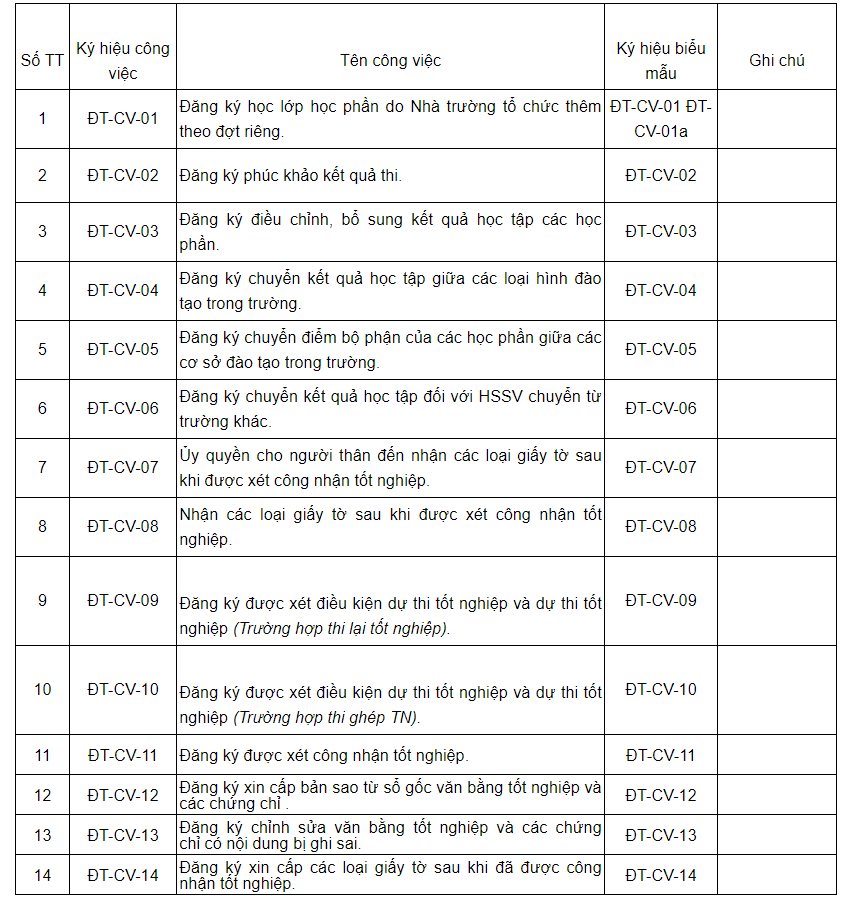 Số TT
Ký hiệu công
việc
Tên công việc
Ký hiệu biểu
mẫu
Ghi chú
1
ĐT-CV-01
Đăng ký học lớp học phần do Nhà trường tổ chức thêm
theo đợt riêng.
ĐT-CV-01 ĐT-
CV-01a
2
ĐT-CV-02
Đăng ký phúc khảo kết quả thi.
ĐT-CV-02
3
ĐT-CV-03
Đăng ký điều chỉnh, bổ sung kết quả học tập các học
phần.
ĐT-CV-03
4
ĐT-CV-04
Đăng ký chuyển kết quả học tập giữa các loại hình đào
tạo trong trường.
ĐT-CV-04
5
ĐT-CV-05
Đăng ký chuyển điểm bộ phận của các học phần giữa các
cơ sở đào tạo trong trường.
ĐT-CV-05
6
ĐT-CV-06
Đăng ký chuyển kết quả học tập đối với HSSV chuyển từ
trường khác.
ĐT-CV-06
7
ĐT-CV-07
Ủy quyền cho người thân đến nhận các loại giấy tờ sau
khi được xét công nhận tốt nghiệp.
ĐT-CV-07
8
ĐT-CV-08
Nhận các loại giấy tờ sau khi được xét công nhận tốt
nghiệp.
ĐT-CV-08
9
ĐT-CV-09
Đăng ký được xét điều kiện dự thi tốt nghiệp và dự thi tốt
nghiệp (Trường hợp thi lại tốt nghiệp).
ĐT-CV-09
10
ĐT-CV-10
Đăng ký được xét điều kiện dự thi tốt nghiệp và dự thi tốt
nghiệp (Trường hợp thi ghép TN).
ĐT-CV-10
11
ĐT-CV-11
Đăng ký được xét công nhận tốt nghiệp.
ĐT-CV-11
12
ĐT-CV-12
Đăng ký xin cấp bản sao từ sổ gốc văn bằng tốt nghiệp và
các chứng chỉ .
ĐT-CV-12
13
ĐT-CV-13
Đăng ký chỉnh sửa văn bằng tốt nghiệp và các chứng
chỉ có nội dung bị ghi sai.
ĐT-CV-13
14
ĐT-CV-14
Đăng ký xin cấp các loại giấy tờ sau khi đã được công
nhận tốt nghiệp.
ĐT-CV-14